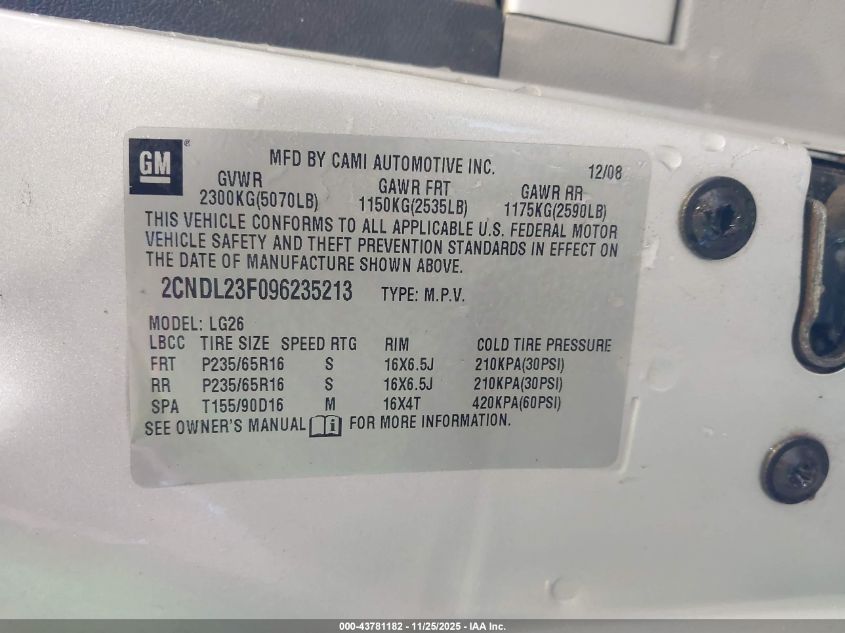 GM ®
MFD BY CAMI AUTOMOTIVE INC. 12/08
GVWR GAWR FRT GAWR RR
2300KG(5070LB) 1150KG(2535LB) 1175KG(2590LB)
THIS VEHICLE CONFORMS TO ALL APPLICABLE U.S. FEDERAL MOTOR
VEHICLE SAFETY AND THEFT PREVENTION STANDARDS IN EFFECT ON
THE DATE OF MANUFACTURE SHOWN ABOVE.
2CNDL23F096235213 TYPE: M.P.V.
MODEL: LG26
LBCC TIRE SIZE SPEED RTG RIM COLD TIRE PRESSURE
FRT P235/65R16 S 16X6.5J 210KPA(30PSI)
RR P235/65R16 S 16X6.5J 210KPA(30PSI)
SPA T155/90D16 M 16X4T 420KPA(60PSI)
SEE OWNER'S MANUAL FOR MORE INFORMATION.
000-43781182 - 11/25/2025 - IAA Inc.